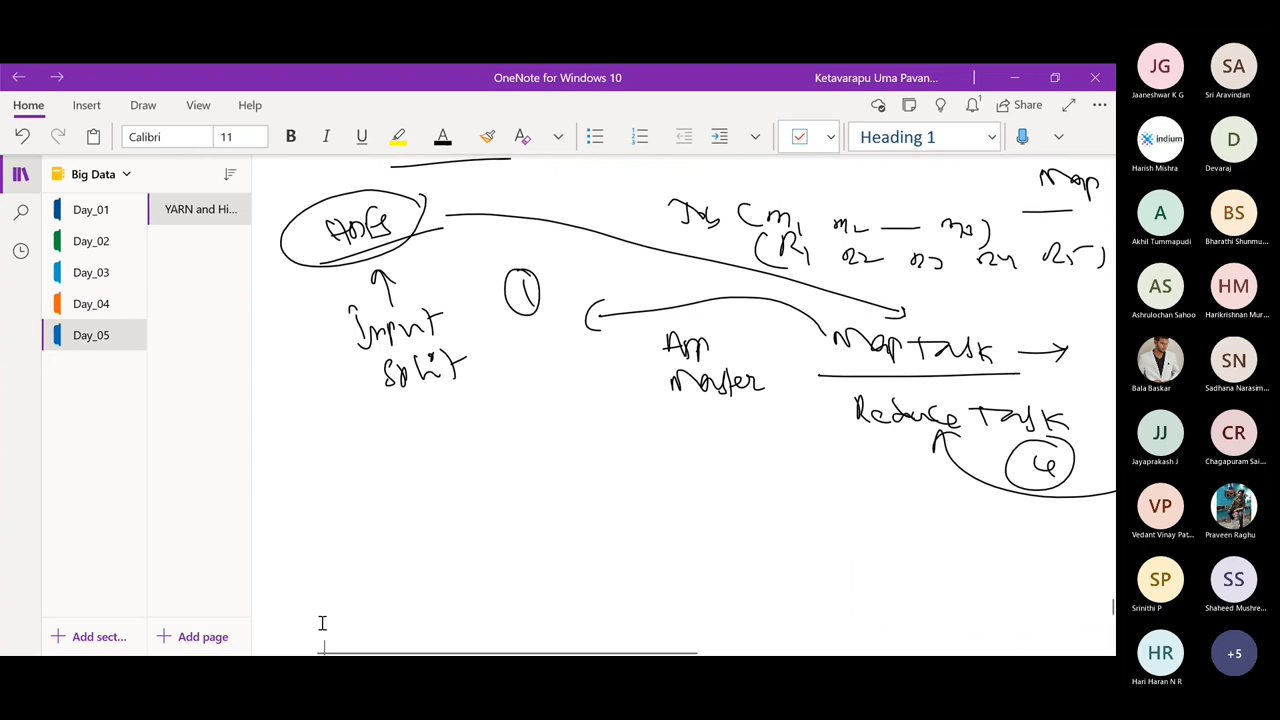 OneNote for Windows 10
Ketavarapu Uma Pavan...
Home
Insert
Draw
View
Help
Share
Calibri
11
B
I
U
A
A
Heading 1
Big Data
Day_01
Day_02
Day_03
Day_04
Day_05
YARN and Hi...
Add sect...
Add page
Map
(m1 m2
(R1 R2 R3 R4 R5)
HDFS
1
Input
Split
App
Master
Map Task
Reduce Task
4
JG
Jaaneshwar K G
SA
Sri Aravindan
indium
Harish Mishra
D
Devaraj
A
Akhil Tummapudi
BS
Bharathi Shunmu...
AS
Ashrulochan Sahoo
HM
Harikrishnan Mur...
Bala Baskar
SN
Sadhana Narasim...
JJ
Jayaprakash J
CR
Chagapuram Sai...
VP
Vedant Vinay Pat...
Praveen Raghu
SP
Srinithi P
SS
Shaheed Mushre...
HR
Hari Haran N R
+5